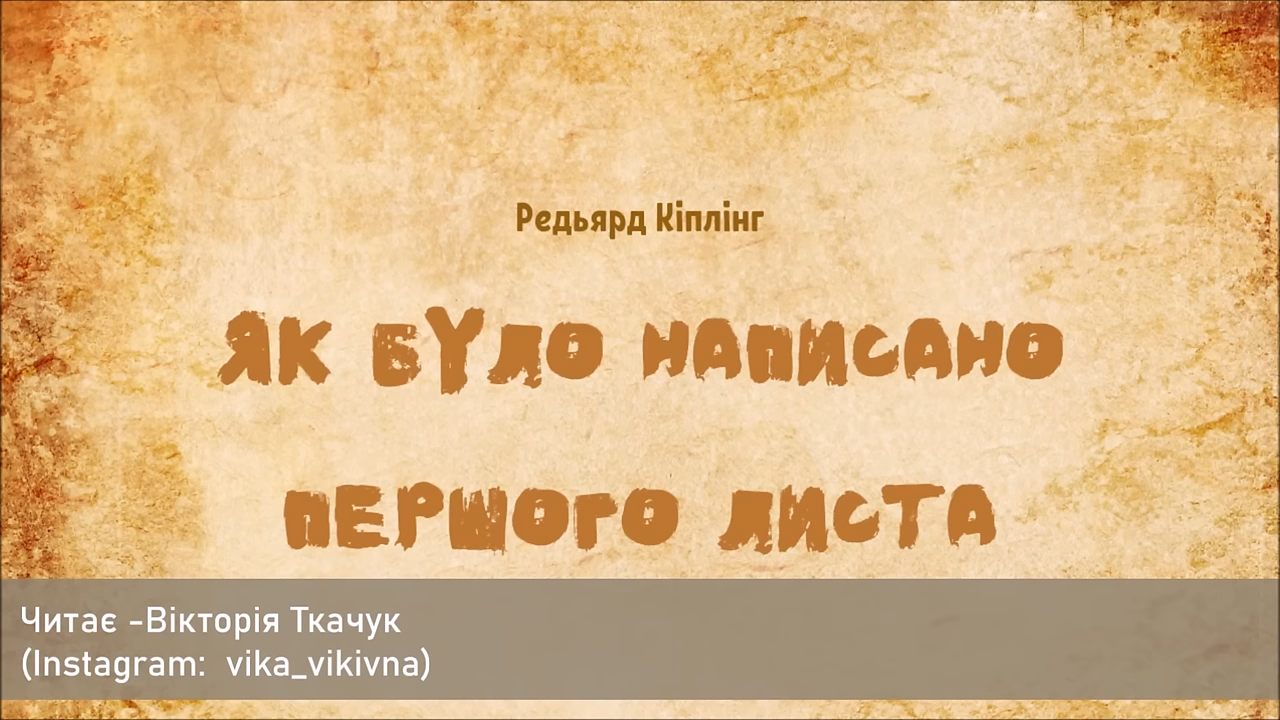 Редьярд Кіплінг
ЯК БУЛО НАПИСАНО
ПЕРШОГО ЛИСТА
Читає -Вікторія Ткачук
(Instagram: vika_vikivna)